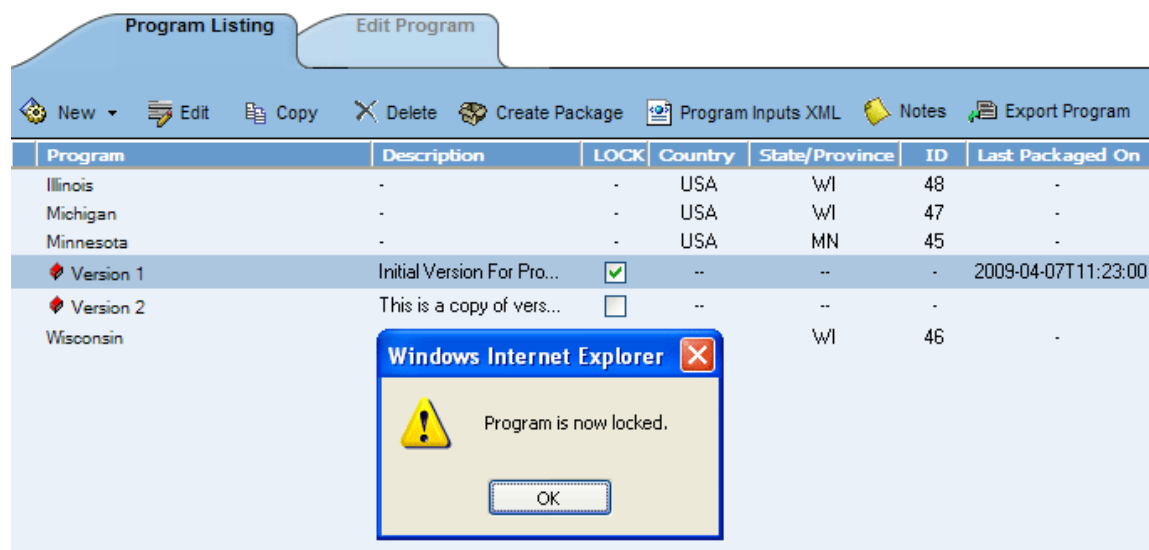 Program Listing Edit Program
New Edit Copy Delete Create Package Program Inputs XML Notes Export Program
Program Description LOCK Country State/Province ID Last Packaged On
Illinois - - USA WI 48 -
Michigan - - USA WI 47 -
Minnesota - - USA MN 45 -
Version 1 Initial Version For Pro... -- -- - 2009-04-07T11:23:00
Version 2 This is a copy of vers... -- -- -
Wisconsin WI 46 -
Windows Internet Explorer
Program is now locked.
OK